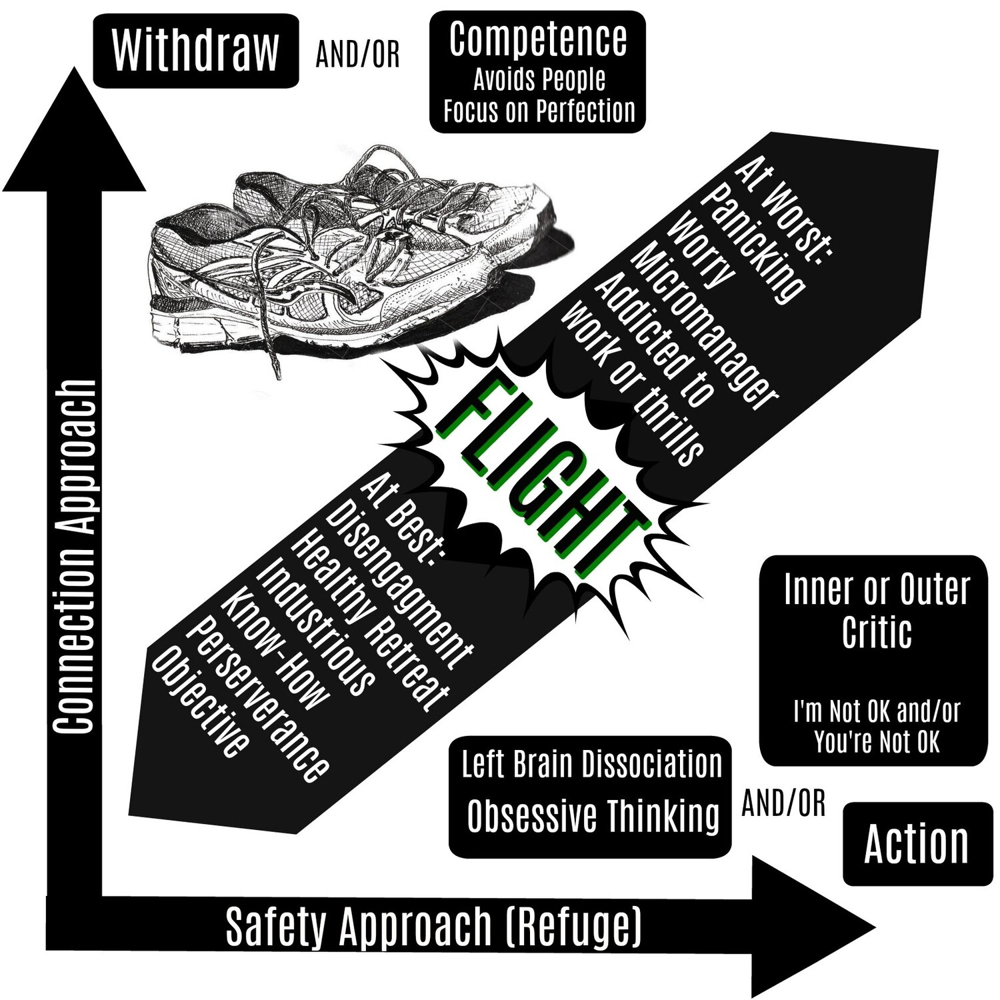 Withdraw
AND/OR
Competence
Avoids People
Focus on Perfection
Connection Approach
At Worst:
Panicking
Worry
Micromanager
Addicted to
work or thrills
FLIGHT
At Best:
Disengagment
Healthy Retreat
Industrious
Know-How
Perserverance
Objective
Inner or Outer
Critic
I'm Not OK and/or
You're Not OK
Left Brain Dissociation
Obsessive Thinking
AND/OR
Action
Safety Approach (Refuge)